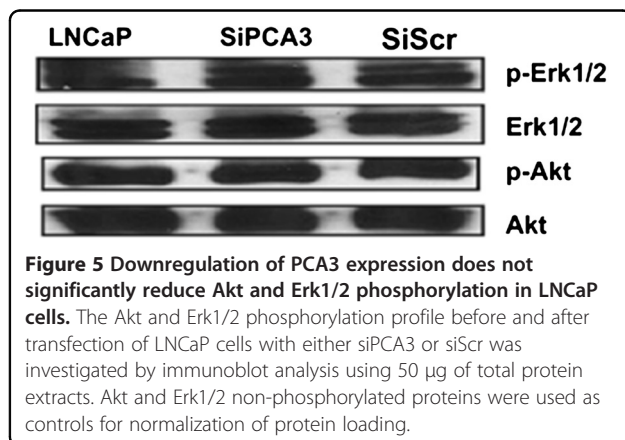 LNCaP SiPCA3 SiScr
p-Erk1/2
Erk1/2
p-Akt
Akt
Figure 5 Downregulation of PCA3 expression does not
significantly reduce Akt and Erk1/2 phosphorylation in LNCaP
cells. The Akt and Erk1/2 phosphorylation profile before and after
transfection of LNCaP cells with either siPCA3 or siScr was
investigated by immunoblot analysis using 50 μg of total protein
extracts. Akt and Erk1/2 non-phosphorylated proteins were used as
controls for normalization of protein loading.